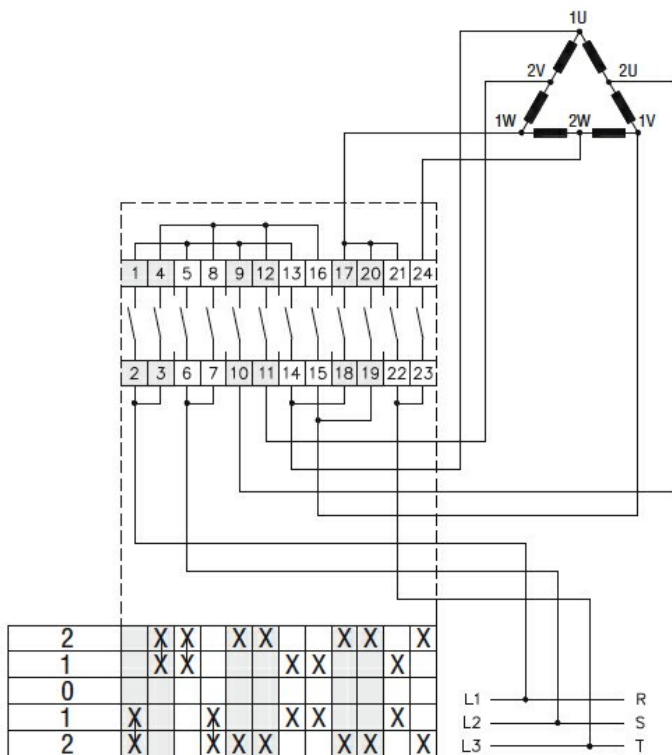 1U
2V 2U
1W 2W 1V
1 4 5 8 9 12 13 16 17 20 21 24
2 3 6 7 10 11 14 15 18 19 22 23
2 X X X X X X X
1 X X X X X
0
1 X X X X X
2 X X X X X X X
L1 R
L2 S
L3 T